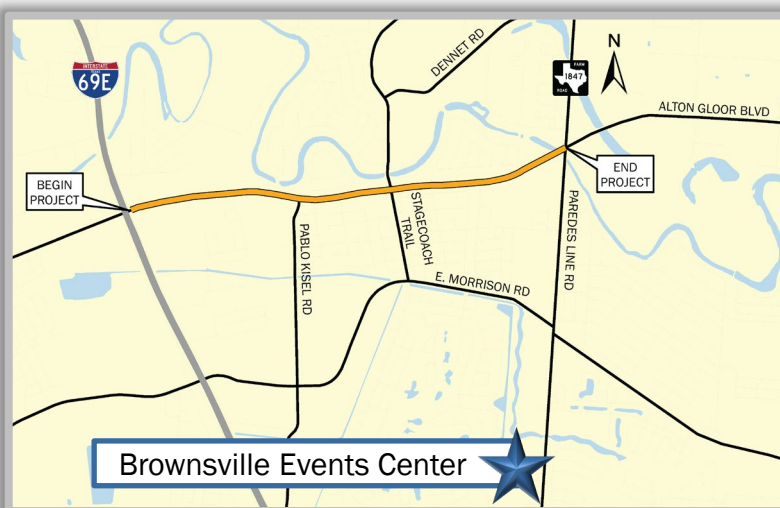 INTERSTATE
69E
DENNET RD
N
FARM
1847
ROAD
ALTON GLOOR BLVD
BEGIN
PROJECT
END
PROJECT
STAGECOACH
TRAIL
PABLO KISEL RD
PAREDES LINE RD
E. MORRISON RD
Brownsville Events Center